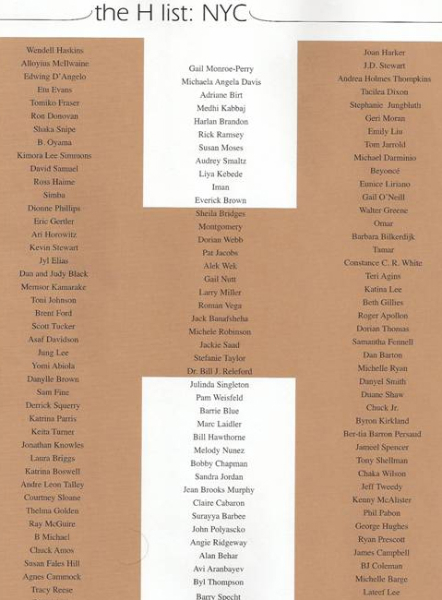 the H list: NYC
Wendell Haskins
Alloyius McIlwaine
Edwing D'Angelo
Eta Evans
Tomiko Fraser
Ron Donovan
Shaka Snipe
B. Oyama
Kimora Lee Simmons
David Samuel
Ross Haime
Simba
Dionne Phillips
Eric Gertler
Ari Horowitz
Kevin Stewart
Jyl Elias
Dan and Judy Black
Memsor Kamarake
Toni Johnson
Brent Ford
Scott Tucker
Asaf Davidson
Jung Lee
Yomi Abiola
Danylle Brown
Sam Fine
Derrick Squerry
Katrina Parris
Keita Turner
Jonathan Knowles
Laura Briggs
Katrina Boswell
Andre Leon Talley
Courtney Sloane
Thelma Golden
Ray McGuire
B Michael
Chuck Amos
Susan Fales Hill
Agnes Cammock
Tracy Reese
Gail Monroe-Perry
Michaela Angela Davis
Adriane Birt
Medhi Kabbaj
Harlan Brandon
Rick Ramsey
Susan Moses
Audrey Smaltz
Liya Kebede
Iman
Everick Brown
Sheila Bridges
Montgomery
Dorian Webb
Pat Jacobs
Alek Wek
Gail Nutt
Larry Miller
Roman Vega
Jack Banafsheha
Michele Robinson
Jackie Saad
Stefanie Taylor
Dr. Bill J. Releford
Julinda Singleton
Pam Weisfeld
Barrie Blue
Marc Laidler
Bill Hawthorne
Melody Nunez
Bobby Chapman
Sandra Jordan
Jean Brooks Murphy
Claire Cabaron
Surayya Barbee
John Polyascko
Angie Ridgeway
Alan Behar
Avi Aranbayev
Byl Thompson
Barry Specht
Joan Harker
J.D. Stewart
Andrea Holmes Thompkins
Tacilea Dixon
Stephanie Jungbluth
Geri Moran
Emily Liu
Tom Jarrold
Michael Darminio
Beyoncé
Eunice Liriano
Gail O'Neill
Walter Greene
Omar
Barbara Bilkerdijk
Tamar
Constance C. R. White
Teri Agins
Katina Lee
Beth Gillies
Roger Apollon
Dorian Thomas
Samantha Fennell
Dan Barton
Michelle Ryan
Danyel Smith
Duane Shaw
Chuck Jr.
Byron Kirkland
Ber-tia Barron Persaud
Jameel Spencer
Tony Shellman
Chaka Wilson
Jeff Tweedy
Kenny McAlister
Phil Pabon
George Hughes
Ryan Prescott
James Campbell
BJ Coleman
Michelle Barge
Lateef Lee